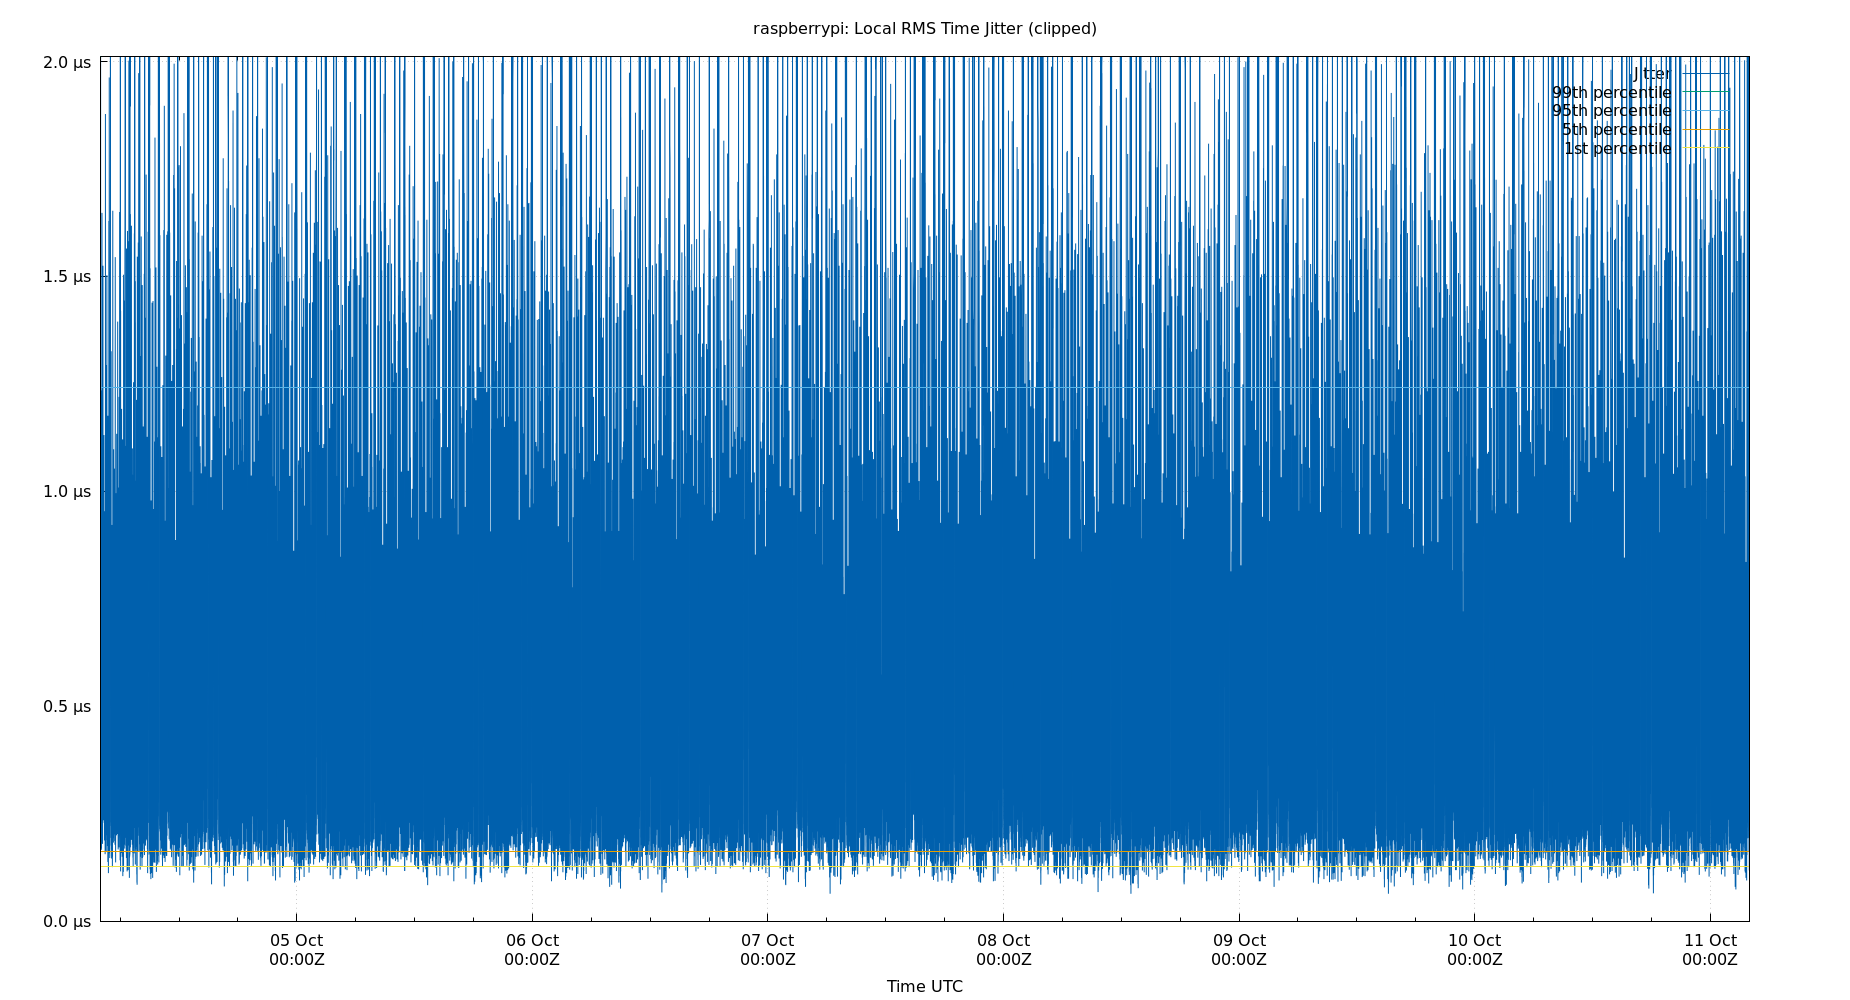 raspberrypi: Local RMS Time Jitter (clipped)
2.0 μs
1.5 μs
1.0 μs
0.5 μs
0.0 μs
Jitter
99th percentile
95th percentile
5th percentile
1st percentile
05 Oct
00:00Z
06 Oct
00:00Z
07 Oct
00:00Z
08 Oct
00:00Z
09 Oct
00:00Z
10 Oct
00:00Z
11 Oct
00:00Z
Time UTC